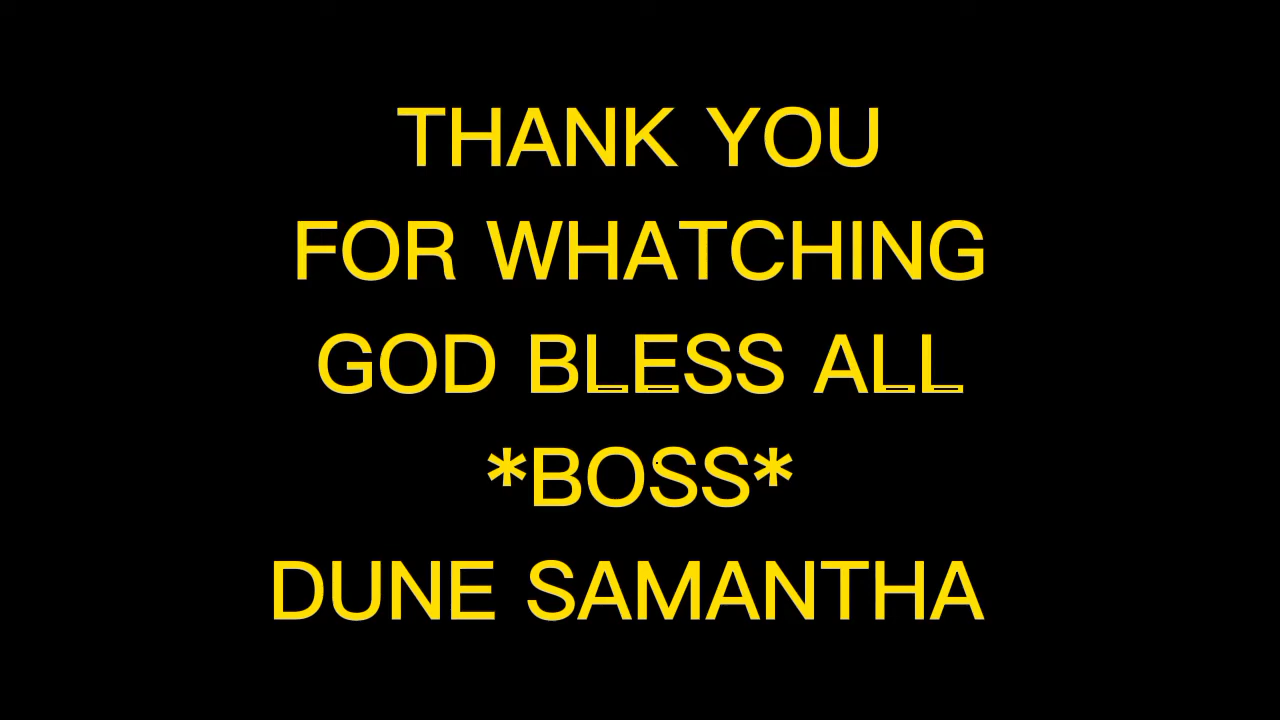 THANK YOU
FOR WHATCHING
GOD BLESS ALL
*BOSS*
DUNE SAMANTHA